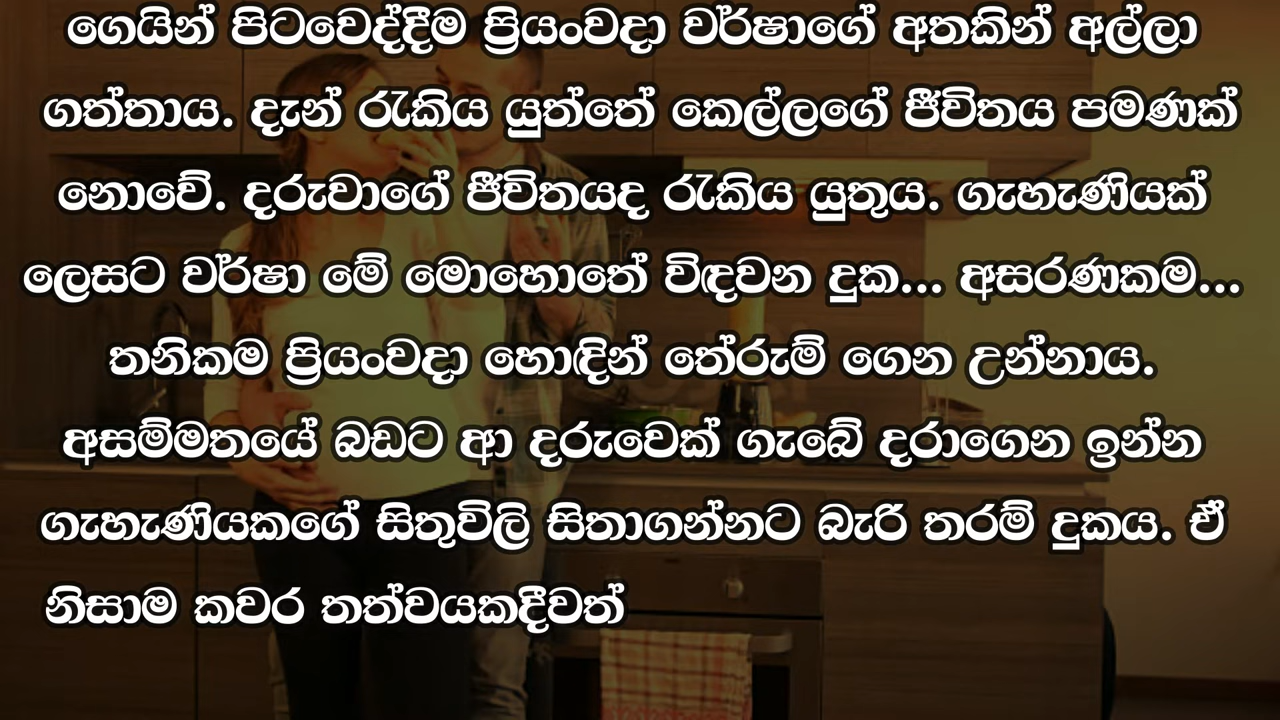 ගෙයින් පිටවෙද්දීම ප්‍රියංවදා වර්ෂාගේ අතකින් අල්ලා
ගත්තාය. දැන් රැකිය යුත්තේ කෙල්ලගේ ජීවිතය පමණක්
නොවේ. දරුවාගේ ජීවිතයද රැකිය යුතුය. ගැහැණියක්
ලෙසට වර්ෂා මේ මොහොතේ විඳවන දුක... අසරණකම...
තනිකම ප්‍රියංවදා හොඳින් තේරුම් ගෙන උන්නාය.
අසම්මතයේ බඩට ආ දරුවෙක් ගැබේ දරාගෙන ඉන්න
ගැහැණියකගේ සිතුවිලි සිතාගන්නට බැරි තරම් දුකය. ඒ
නිසාම කවර තත්වයකදීවත්